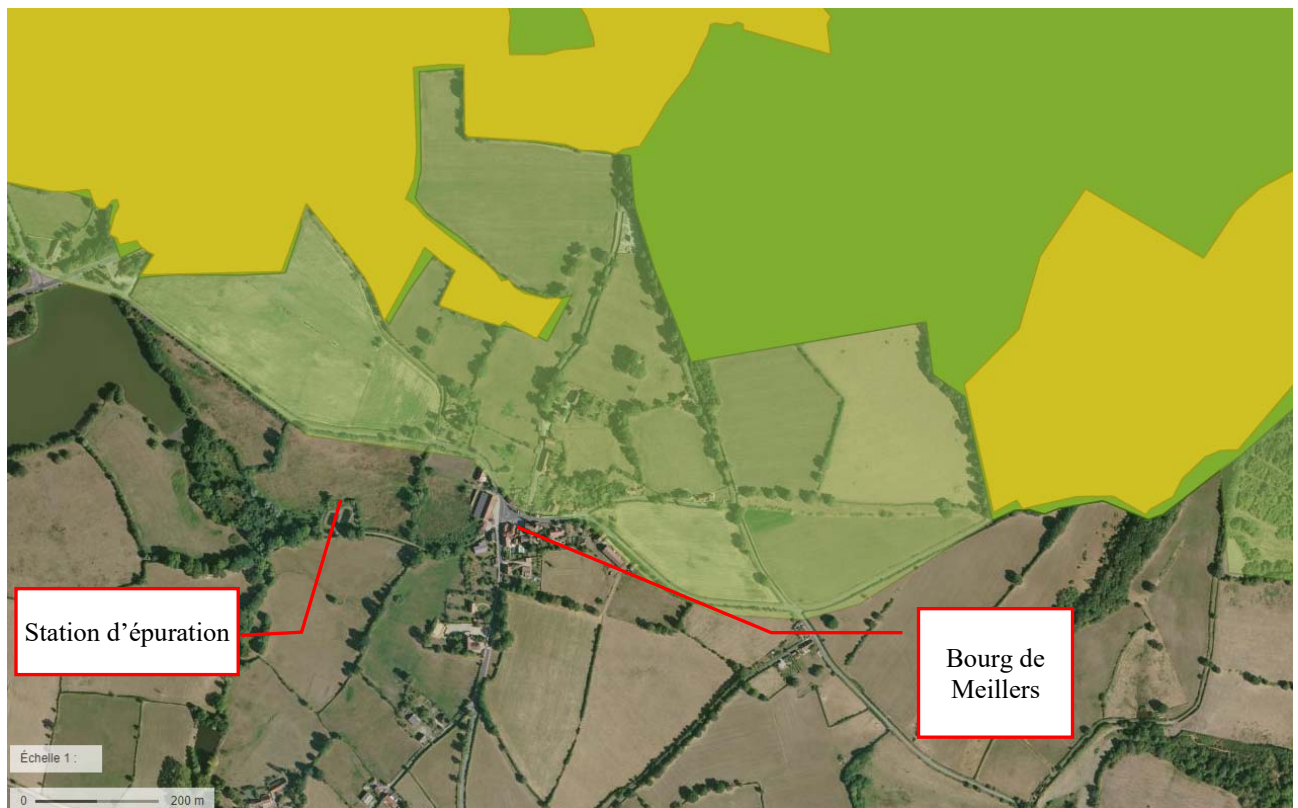 Station d’épuration
Bourg de
Meillers
Échelle 1 :
0 200 m